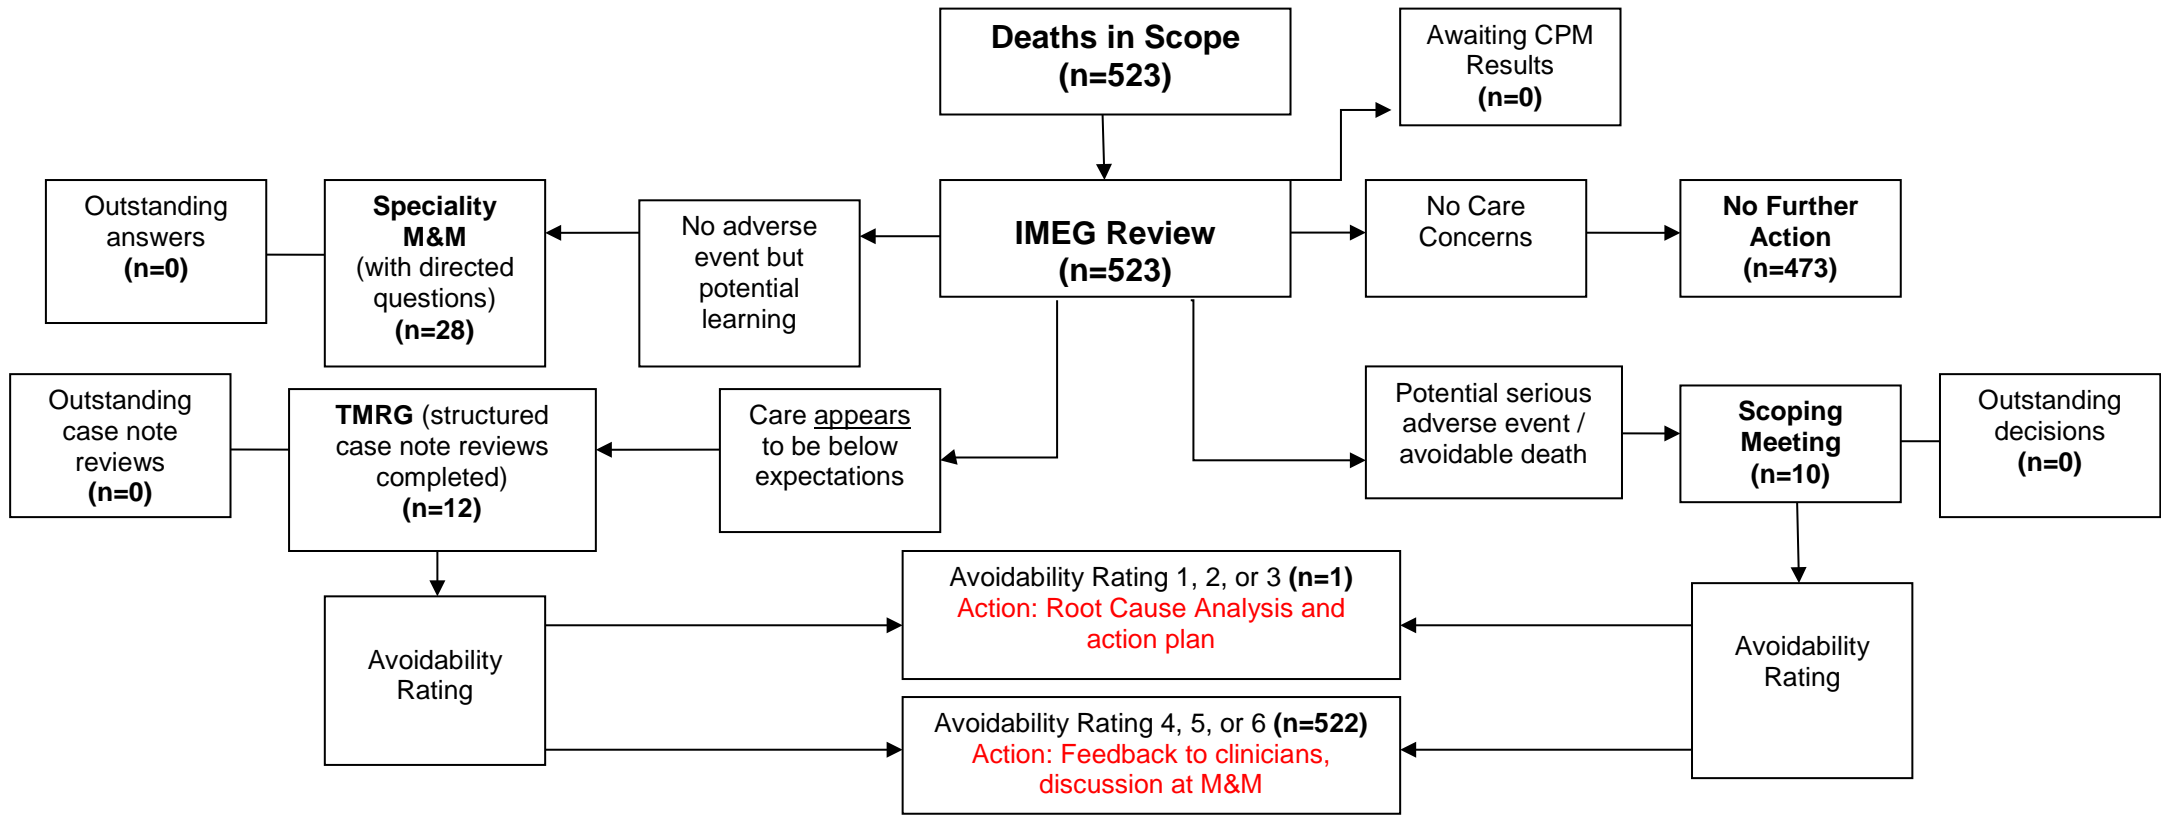 Deaths in Scope
(n=523)
Awaiting CPM
Results
(n=0)
Outstanding
answers
(n=0)
Speciality
M&M
(with directed
questions)
(n=28)
No adverse
event but
potential
learning
IMEG Review
(n=523)
No Care
Concerns
No Further
Action
(n=473)
Outstanding
case note
reviews
(n=0)
TMRG (structured
case note reviews
completed)
(n=12)
Care appears
to be below
expectations
Potential serious
adverse event /
avoidable death
Scoping
Meeting
(n=10)
Outstanding
decisions
(n=0)
Avoidability
Rating
Avoidability Rating 1, 2, or 3 (n=1)
Action: Root Cause Analysis and
action plan
Avoidability Rating 4, 5, or 6 (n=522)
Action: Feedback to clinicians,
discussion at M&M
Avoidability
Rating